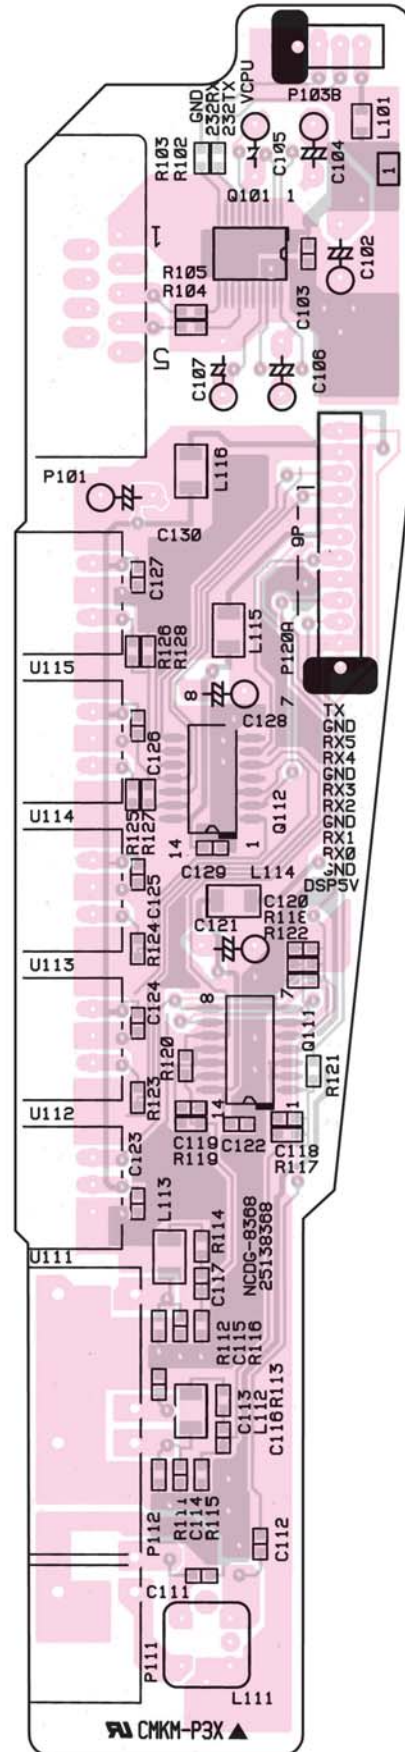 P103B
L101
GND
232RX
232TX
VCPU
R103
R102
C105
C104
1
Q101 1
1
C102
R105
R104
C103
5
C107
C106
P101
L116
9P
1
C130
C127
R126
R128
L115
P120A
U115
8
7
C128
TX
GND
RX5
RX4
GND
RX3
RX2
GND
RX1
RX0
GND
DSP5V
C126
Q112
U114
R125
R127
14
1
C129
L114
C125
C120
R118
R122
C121
R124
U113
8
7
C124
R120
Q111
R121
R123
U112
14
1
C119
R119
C122
C118
R117
C123
L113
R114
NCDG-8368
25138368
U111
C117
R112
C115
R116
C113
L112
C116
R113
P112
R111
C114
R115
C112
C111
P111
L111
CMKM-P3X